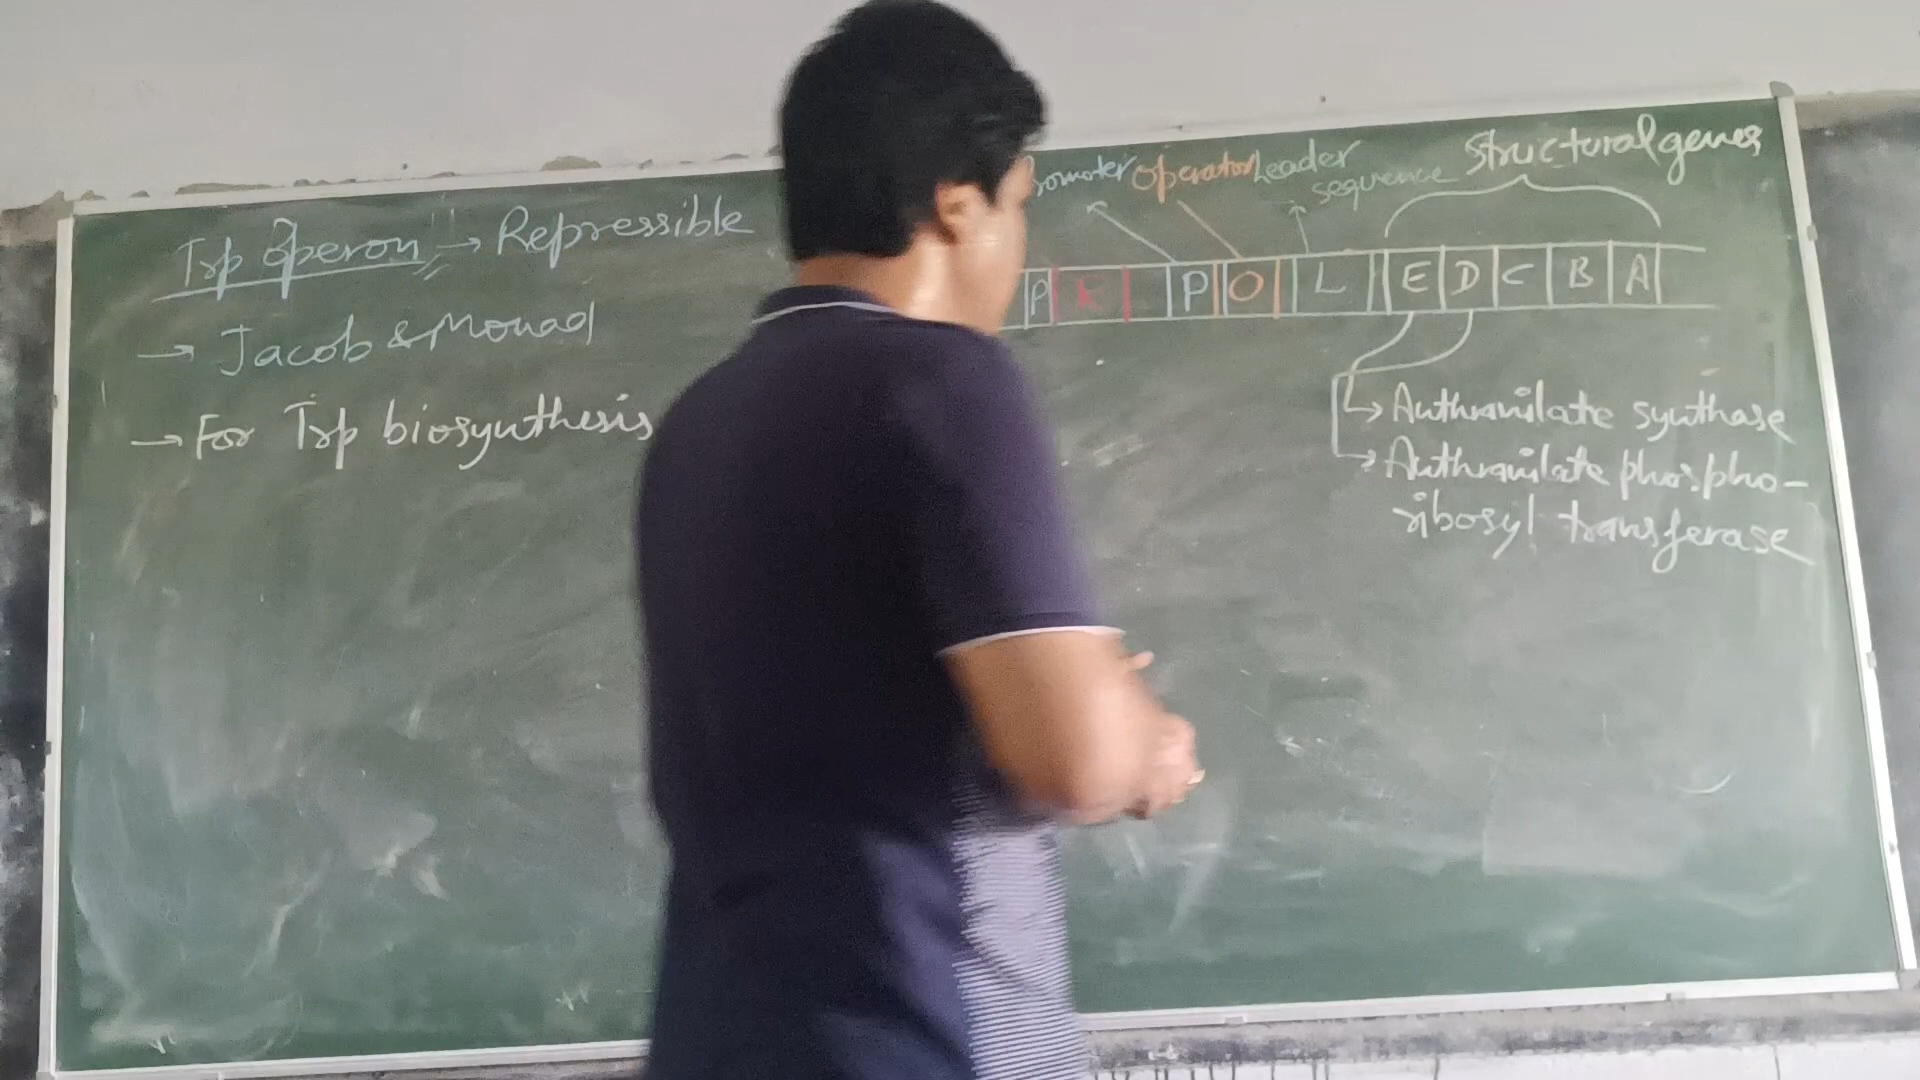 Trp operon → Repressible
→ Jacob & Monad
→ For Trp biosynthesis
romoter Operator Leader sequence
Structural genes
P R P O L E D C B A
→ Anthranilate synthase
→ Anthranilate phospho-
ribosyl transferase